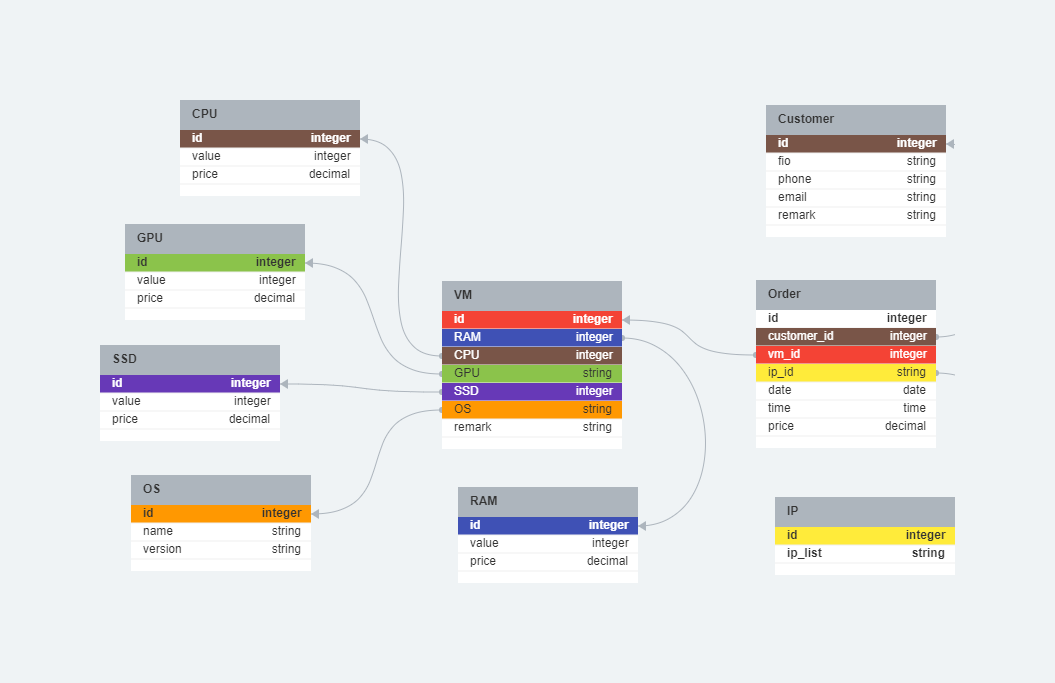 CPU
id integer
value integer
price decimal
GPU
id integer
value integer
price decimal
SSD
id integer
value integer
price decimal
OS
id integer
name string
version string
VM
id integer
RAM integer
CPU integer
GPU string
SSD integer
OS string
remark string
RAM
id integer
value integer
price decimal
Customer
id integer
fio string
phone string
email string
remark string
Order
id integer
customer_id integer
vm_id integer
ip_id string
date date
time time
price decimal
IP
id integer
ip_list string